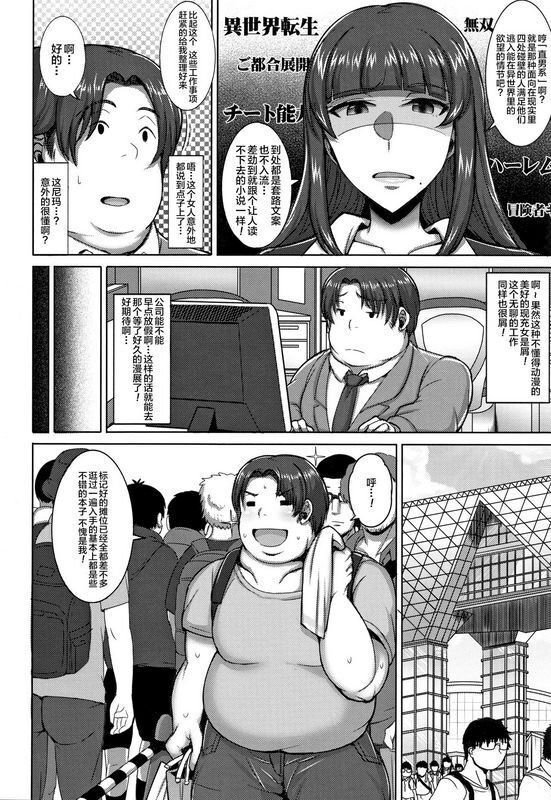 哼「直男系」啊？
就是那种面向在现实里
四处碰壁的人满足他们
逃入能在异世界里的
欲望的情节吧？
異世界転生
ご都合展開
チート能力
無双
ハーレム
冒険者ギ
到处都是套路文案
也不入流…
差劲到就跟个让人读
不下去的小说一样！
比起这个 这些工作事项
赶紧的给我整理好来
啊…
好的…！
唔…？这个女人意外地
都说到点子上了…！
这尼玛…？
意外的很懂啊？
啊~果然这种不懂得动漫的
美好的现充女是屑！
这个无聊的工作
同样也很屑！
公司能不能
早点放假啊…这样的话就能去
那个等了好久的漫展了！
好期待啊…！
呼…！
标记好的摊位已经全都差不多
逛过一遍入手的基本上都是些
不错的本子 不愧是我！